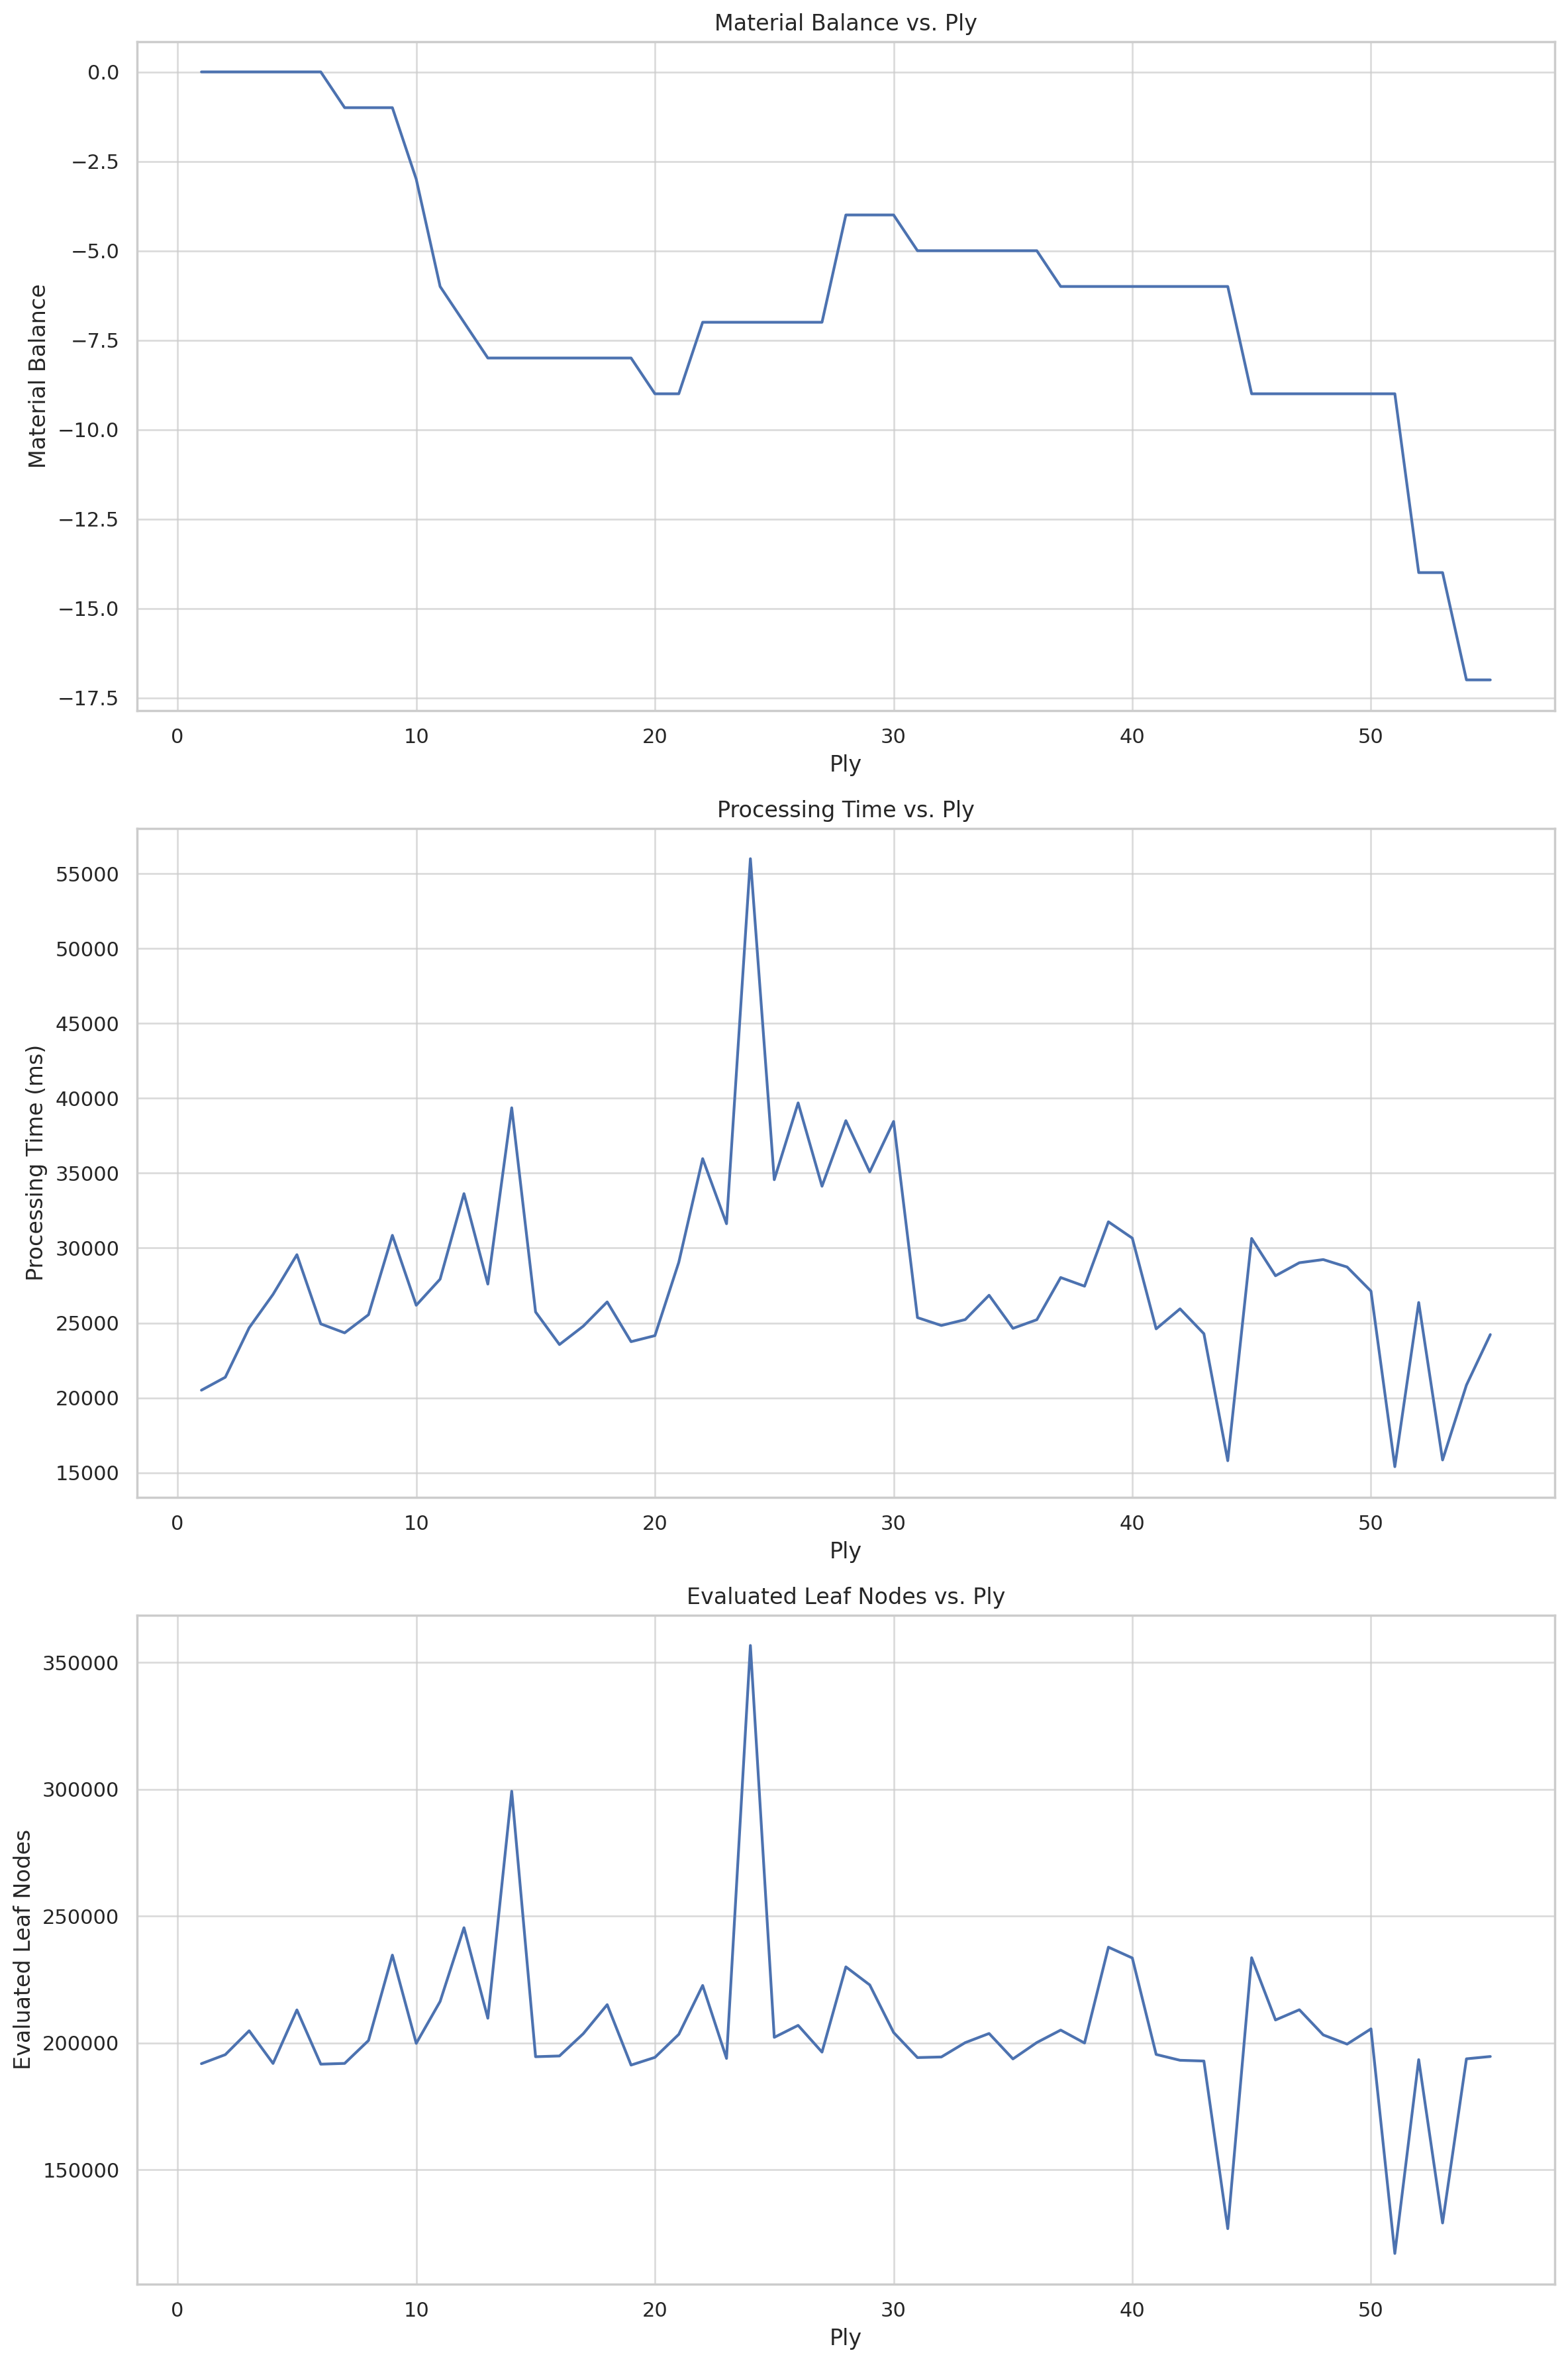 Material Balance vs. Ply
Material Balance
0.0
−2.5
−5.0
−7.5
−10.0
−12.5
−15.0
−17.5
0 10 20 30 40 50
Ply
Processing Time vs. Ply
Processing Time (ms)
55000
50000
45000
40000
35000
30000
25000
20000
15000
0 10 20 30 40 50
Ply
Evaluated Leaf Nodes vs. Ply
Evaluated Leaf Nodes
350000
300000
250000
200000
150000
0 10 20 30 40 50
Ply